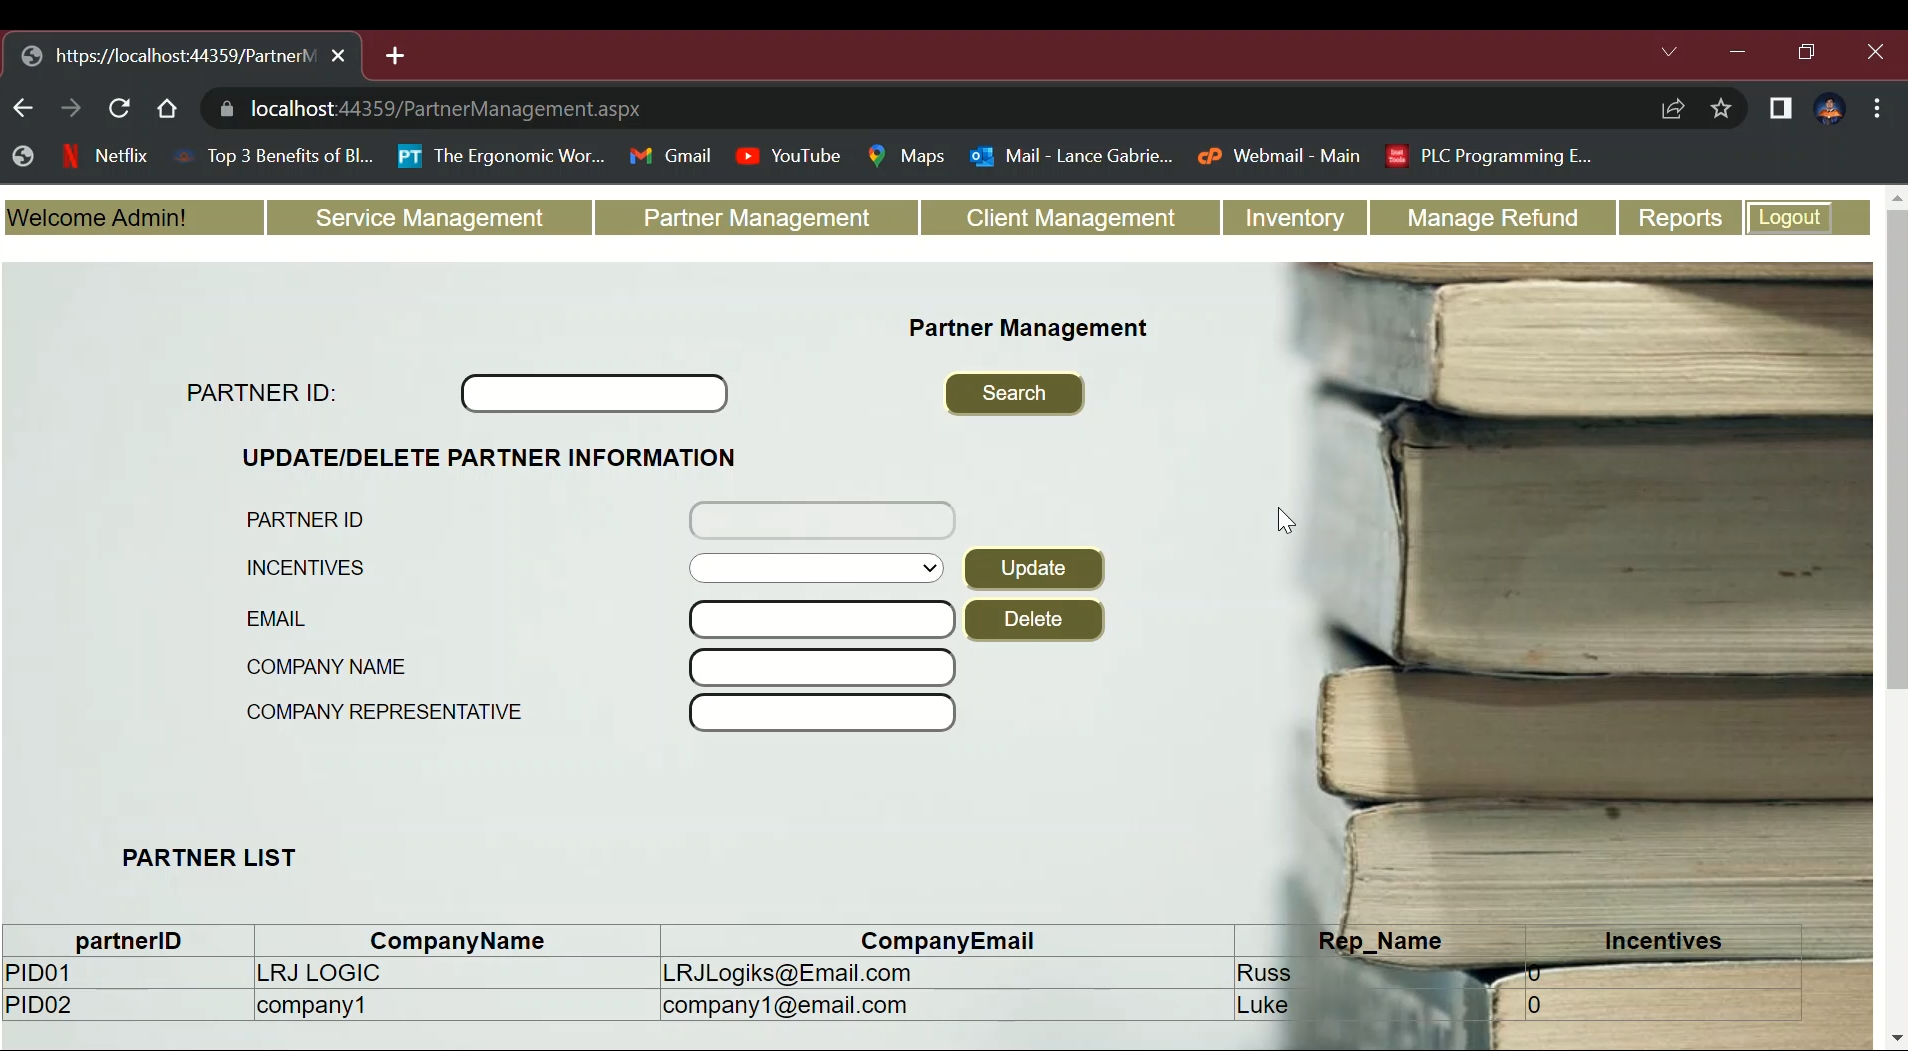 https://localhost:44359/PartnerM
localhost:44359/PartnerManagement.aspx
Netflix Top 3 Benefits of Bl... PT The Ergonomic Wor... Gmail YouTube Maps Mail - Lance Gabrie... cP Webmail - Main PLC Programming E...
Welcome Admin! Service Management Partner Management Client Management Inventory Manage Refund Reports Logout
Partner Management
PARTNER ID: Search
UPDATE/DELETE PARTNER INFORMATION
PARTNER ID
INCENTIVES Update
EMAIL Delete
COMPANY NAME
COMPANY REPRESENTATIVE
PARTNER LIST
partnerID CompanyName CompanyEmail Rep_Name Incentives
PID01 LRJ LOGIC LRJLogiks@Email.com Russ 0
PID02 company1 company1@email.com Luke 0